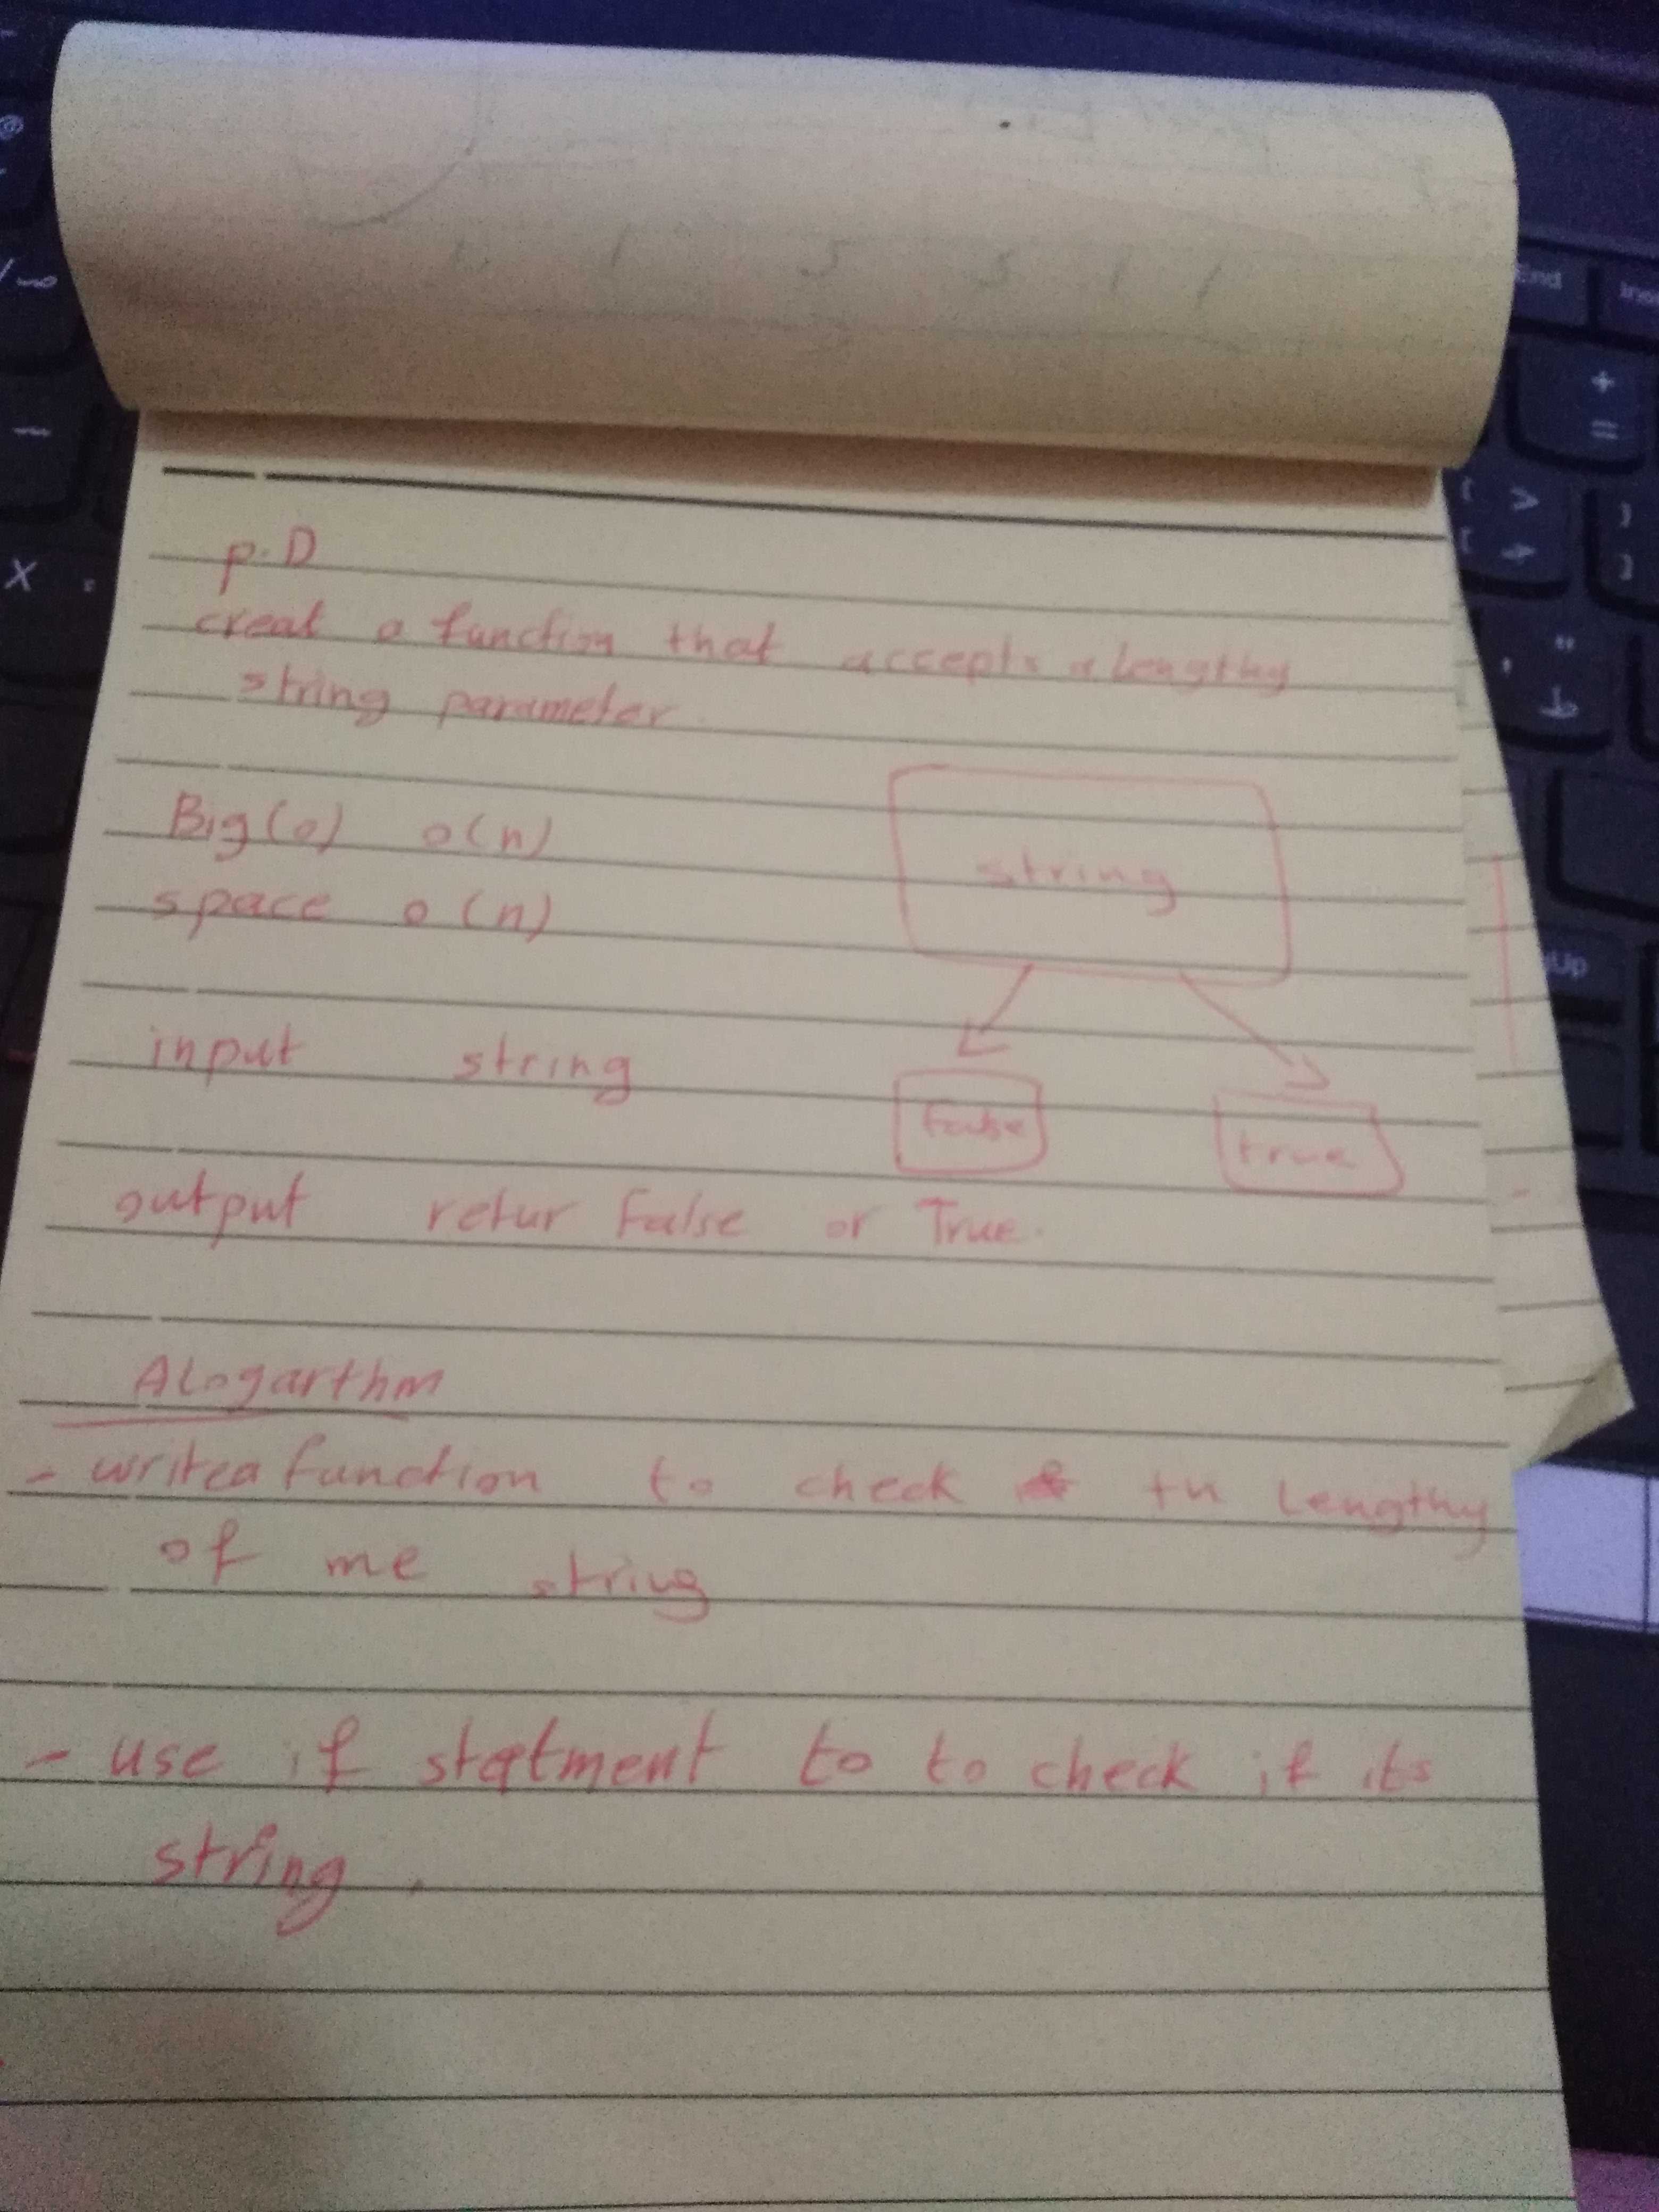 p.D
creat a function that accepts a Lengthy
string parameter.
Big(o) o(n)
space o(n)
string
input string
false
true
output retur False or True.
ALogarthm
- write a function to check tu Lengthy
of me string
- use if statment to to check if its
string.
End
Up
X